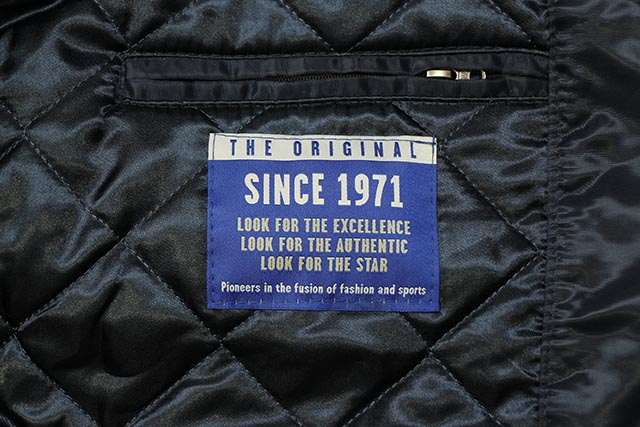 THE ORIGINAL
SINCE 1971
LOOK FOR THE EXCELLENCE
LOOK FOR THE AUTHENTIC
LOOK FOR THE STAR
Pioneers in the fusion of fashion and sports